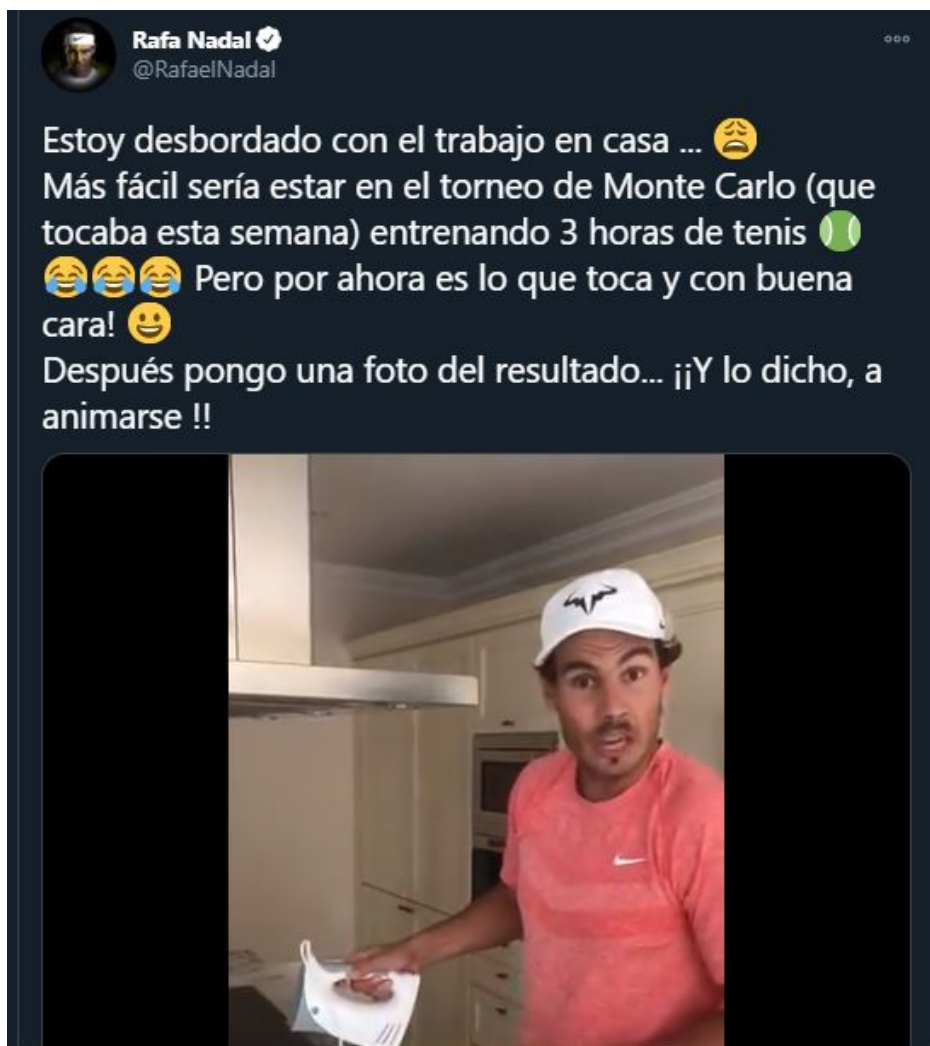 Rafa Nadal
@RafaelNadal
Estoy desbordado con el trabajo en casa ... 😩
Más fácil sería estar en el torneo de Monte Carlo (que
tocaba esta semana) entrenando 3 horas de tenis 🎾
😂😂😂 Pero por ahora es lo que toca y con buena
cara! 😀
Después pongo una foto del resultado... ¡¡Y lo dicho, a
animarse !!